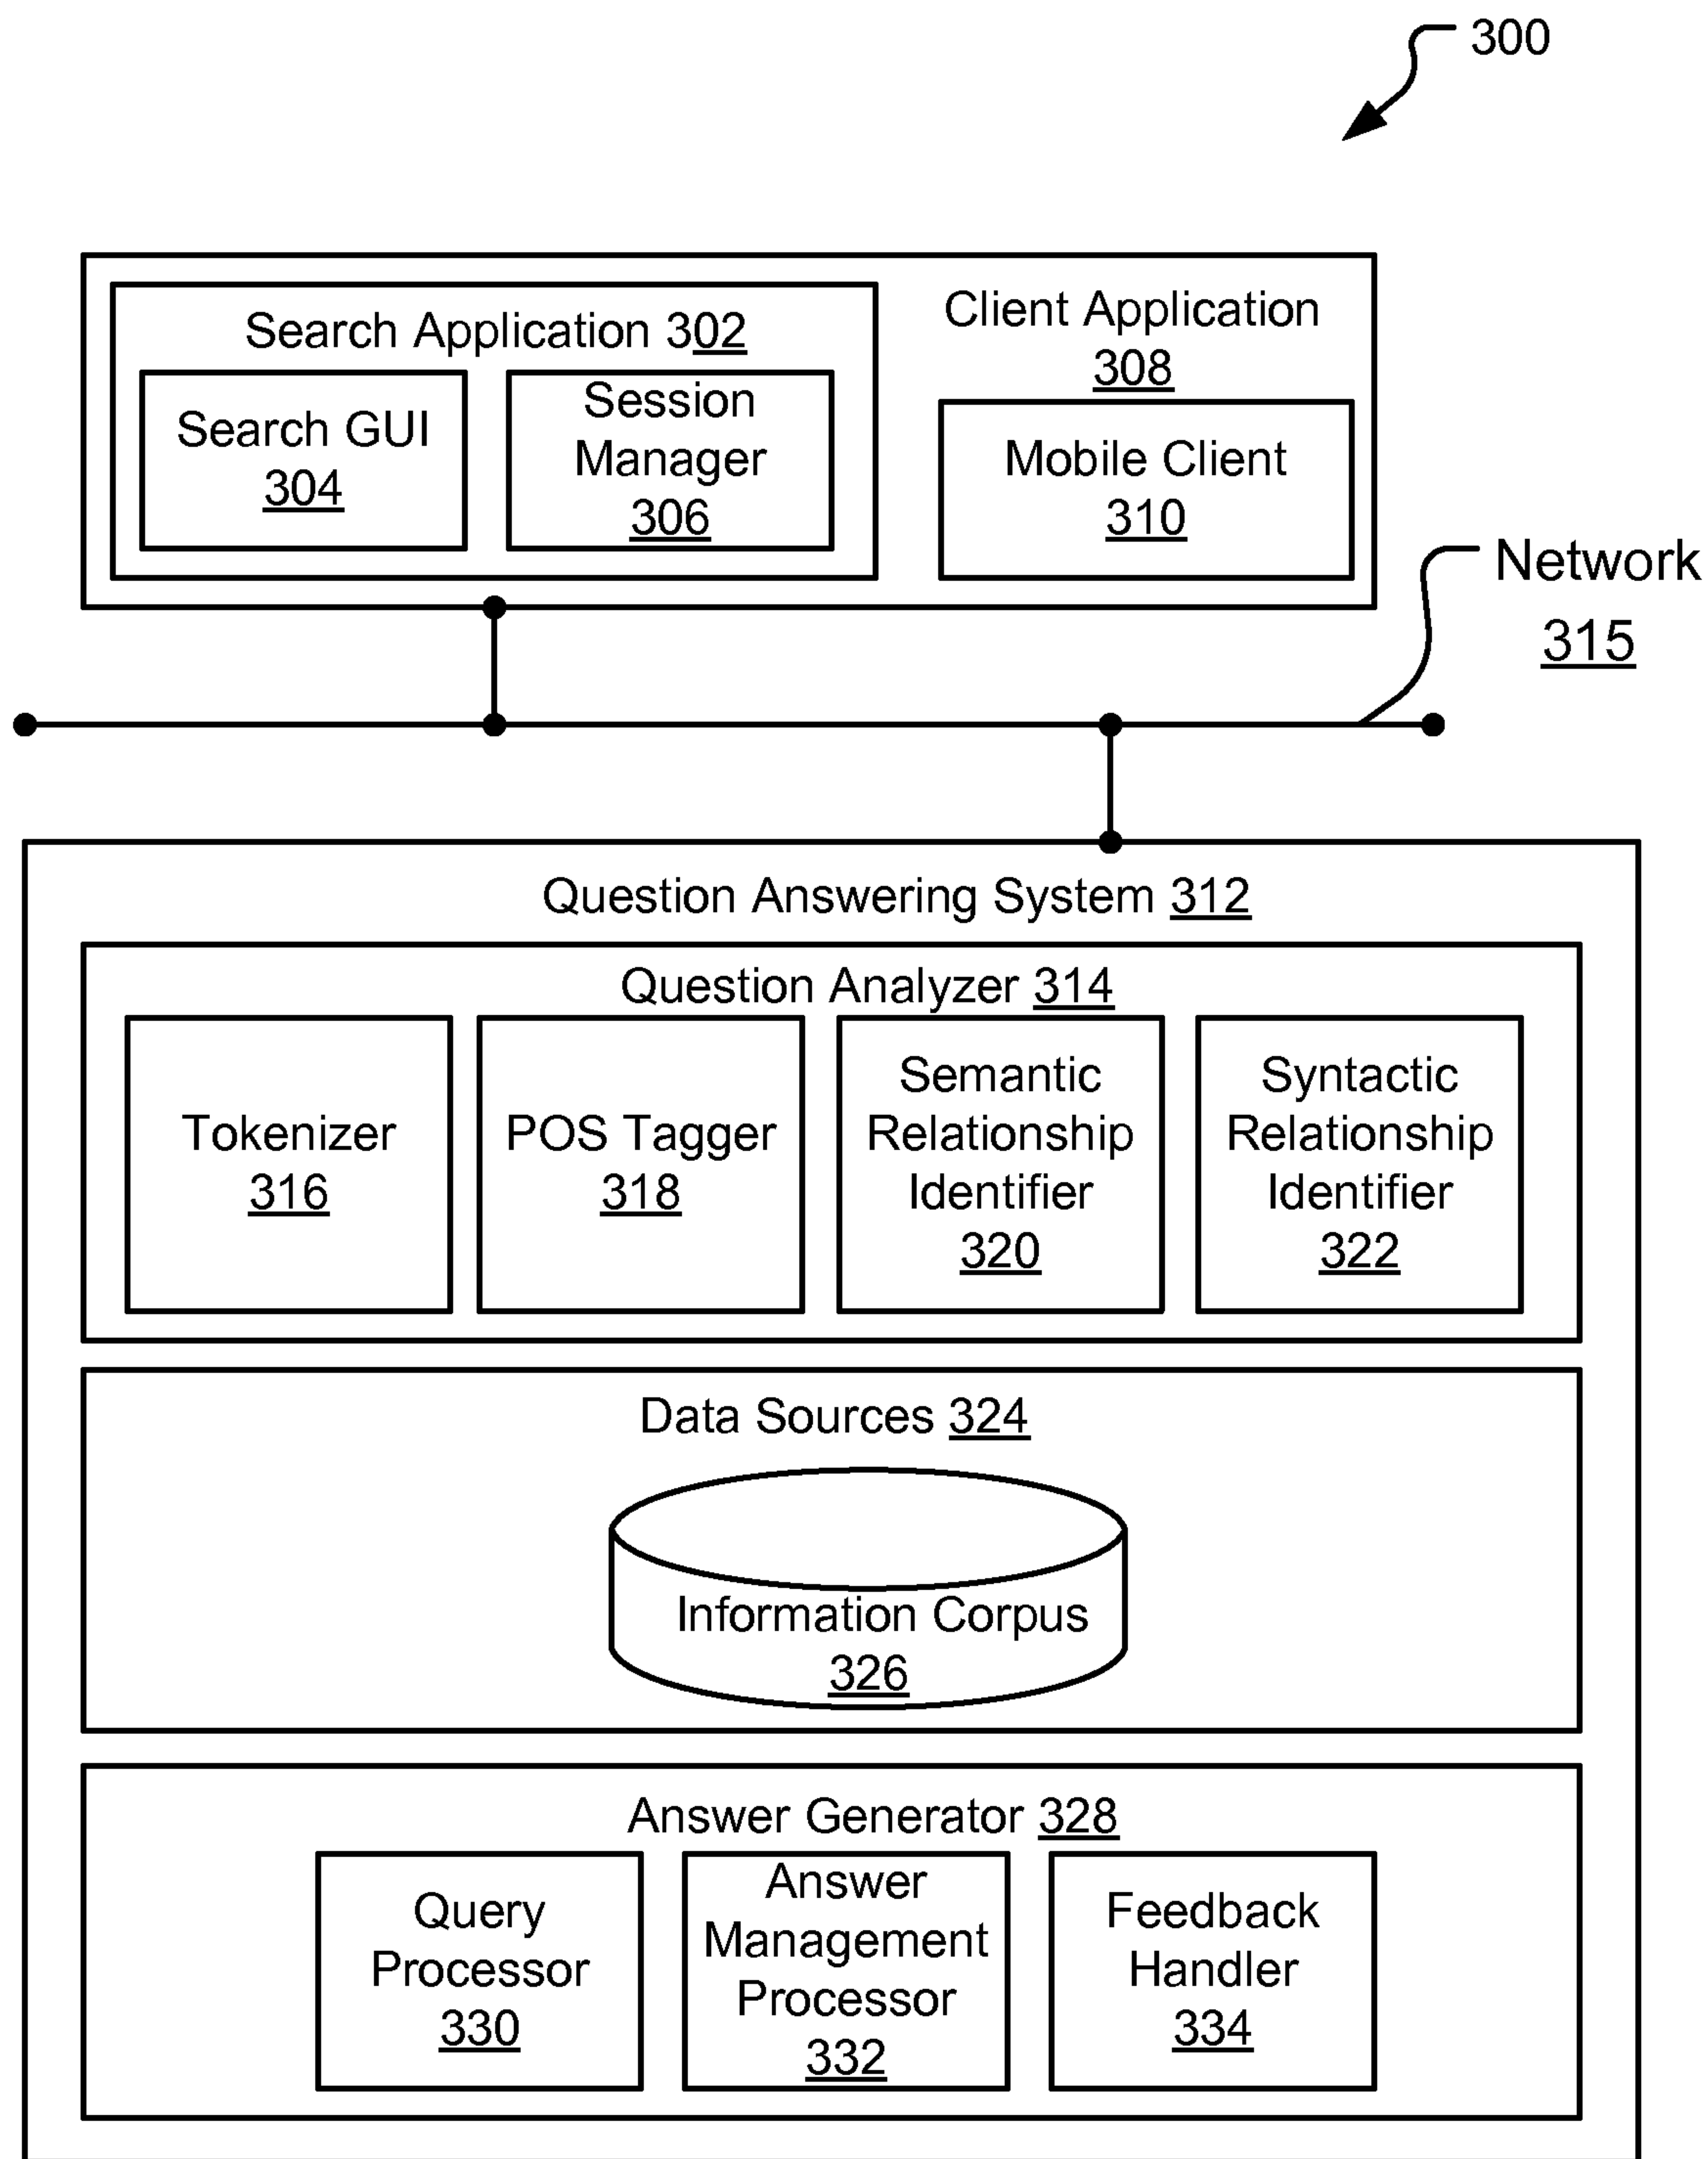 300
Search Application 302
Client Application
308
Search GUI
304
Session
Manager
306
Mobile Client
310
Network
315
Question Answering System 312
Question Analyzer 314
Tokenizer
316
POS Tagger
318
Semantic
Relationship
Identifier
320
Syntactic
Relationship
Identifier
322
Data Sources 324
Information Corpus
326
Answer Generator 328
Query
Processor
330
Answer
Management
Processor
332
Feedback
Handler
334